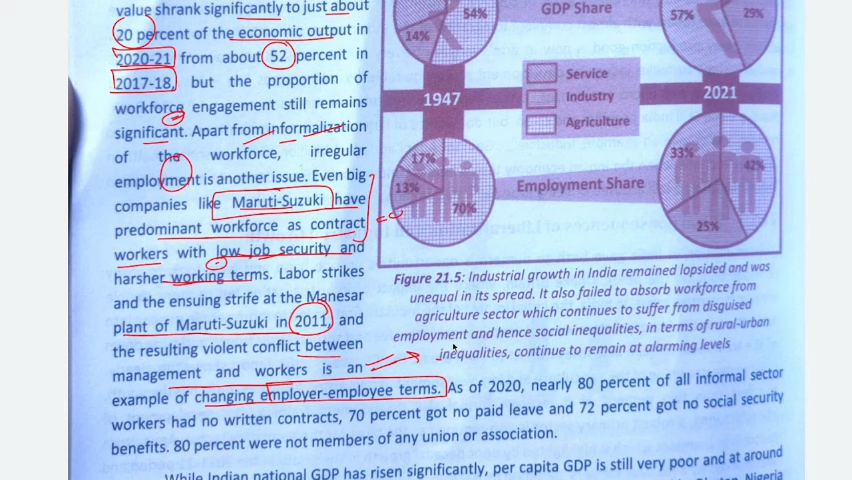 value shrank significantly to just about
20 percent of the economic output in
2020-21 from about 52 percent in
2017-18, but the proportion of
workforce engagement still remains
significant. Apart from informalization
of the workforce, irregular
employment is another issue. Even big
companies like Maruti-Suzuki have
predominant workforce as contract
workers with low job security and
harsher working terms. Labor strikes
and the ensuing strife at the Manesar
plant of Maruti-Suzuki in 2011, and
the resulting violent conflict between
management and workers is an
example of changing employer-employee terms. As of 2020, nearly 80 percent of all informal sector
workers had no written contracts, 70 percent got no paid leave and 72 percent got no social security
benefits. 80 percent were not members of any union or association.
While Indian national GDP has risen significantly, per capita GDP is still very poor and at around
Nigeria
54%
14%
GDP Share
57%
29%
Service
Industry
Agriculture
1947
2021
17%
13%
70%
Employment Share
33%
42%
25%
Figure 21.5: Industrial growth in India remained lopsided and was
unequal in its spread. It also failed to absorb workforce from
agriculture sector which continues to suffer from disguised
employment and hence social inequalities, in terms of rural-urban
inequalities, continue to remain at alarming levels